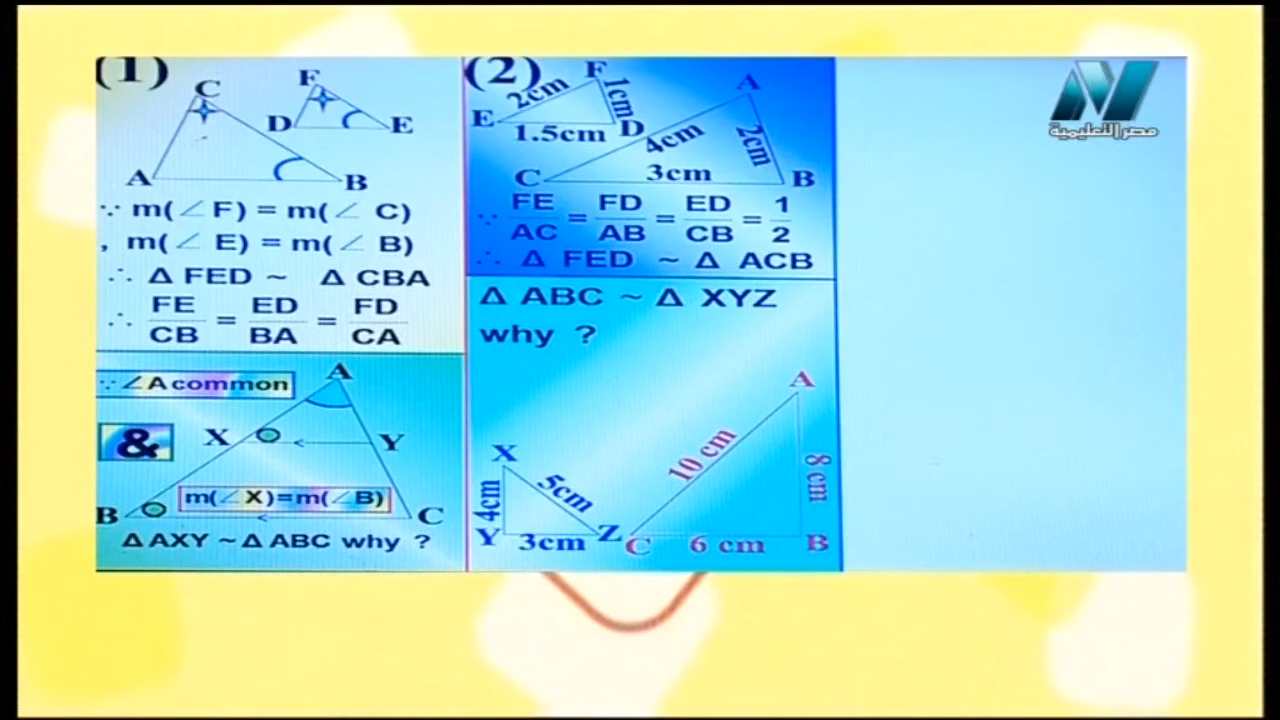 (1)
C
F
D
E
A
B
∵ m(∠ F) = m(∠ C)
, m(∠ E) = m(∠ B)
∴ Δ FED ~ Δ CBA
∴ FE/CB = ED/BA = FD/CA
∵ ∠A common
A
&
X
Y
m(∠X)=m(∠B)
B
C
Δ AXY ~ Δ ABC why ?
(2)
F
2cm
1cm
E
D
1.5cm
A
4cm
2cm
3cm
C
B
∵ FE/AC = FD/AB = ED/CB = 1/2
∴ Δ FED ~ Δ ACB
Δ ABC ~ Δ XYZ
why ?
A
10 cm
8 cm
X
5cm
4cm
Y
3cm
Z
C
6 cm
B
مصر التعليمية